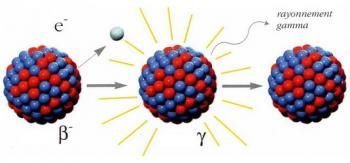 e⁻
rayonnement
gamma
β⁻
γ